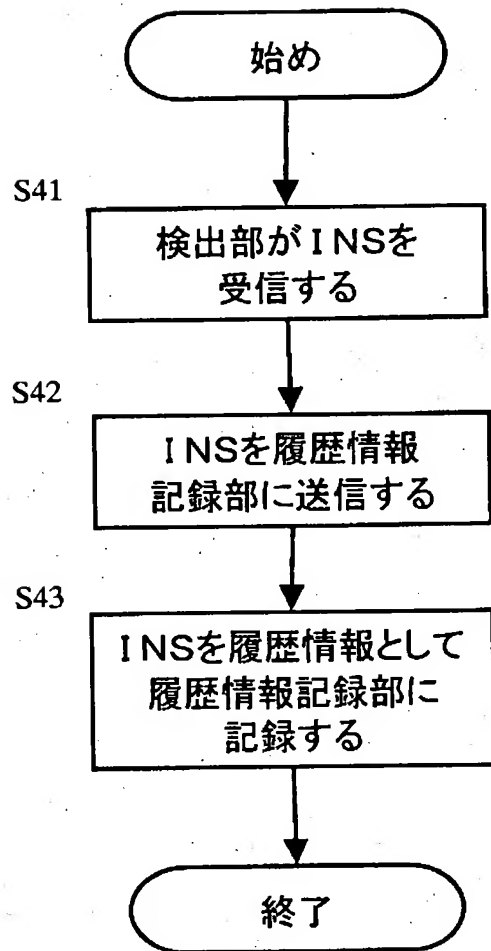 始め
S41
検出部がINSを
受信する
S42
INSを履歴情報
記録部に送信する
S43
INSを履歴情報として
履歴情報記録部に
記録する
終了